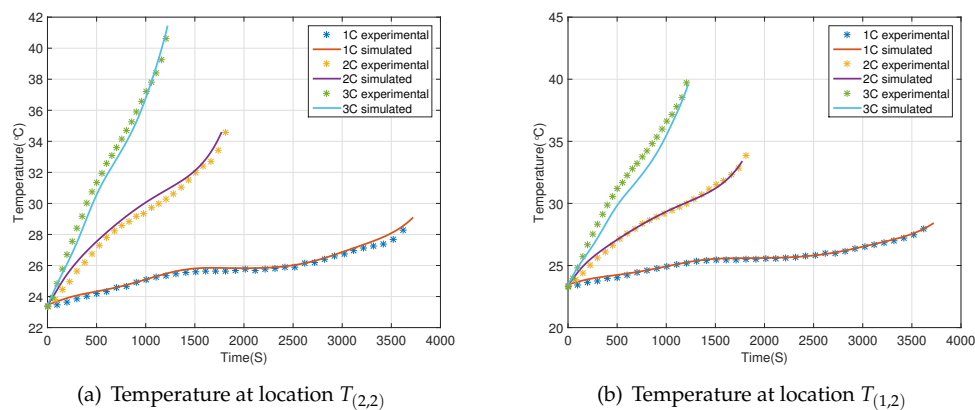 42
40
38
36
34
32
30
28
26
24
22
Temperature(°C)
0 500 1000 1500 2000 2500 3000 3500 4000
Time(S)
1C experimental
1C simulated
2C experimental
2C simulated
3C experimental
3C simulated
(a) Temperature at location T(2,2)
45
40
35
30
25
20
Temperature(°C)
0 500 1000 1500 2000 2500 3000 3500 4000
Time(S)
1C experimental
1C simulated
2C experimental
2C simulated
3C experimental
3C simulated
(b) Temperature at location T(1,2)